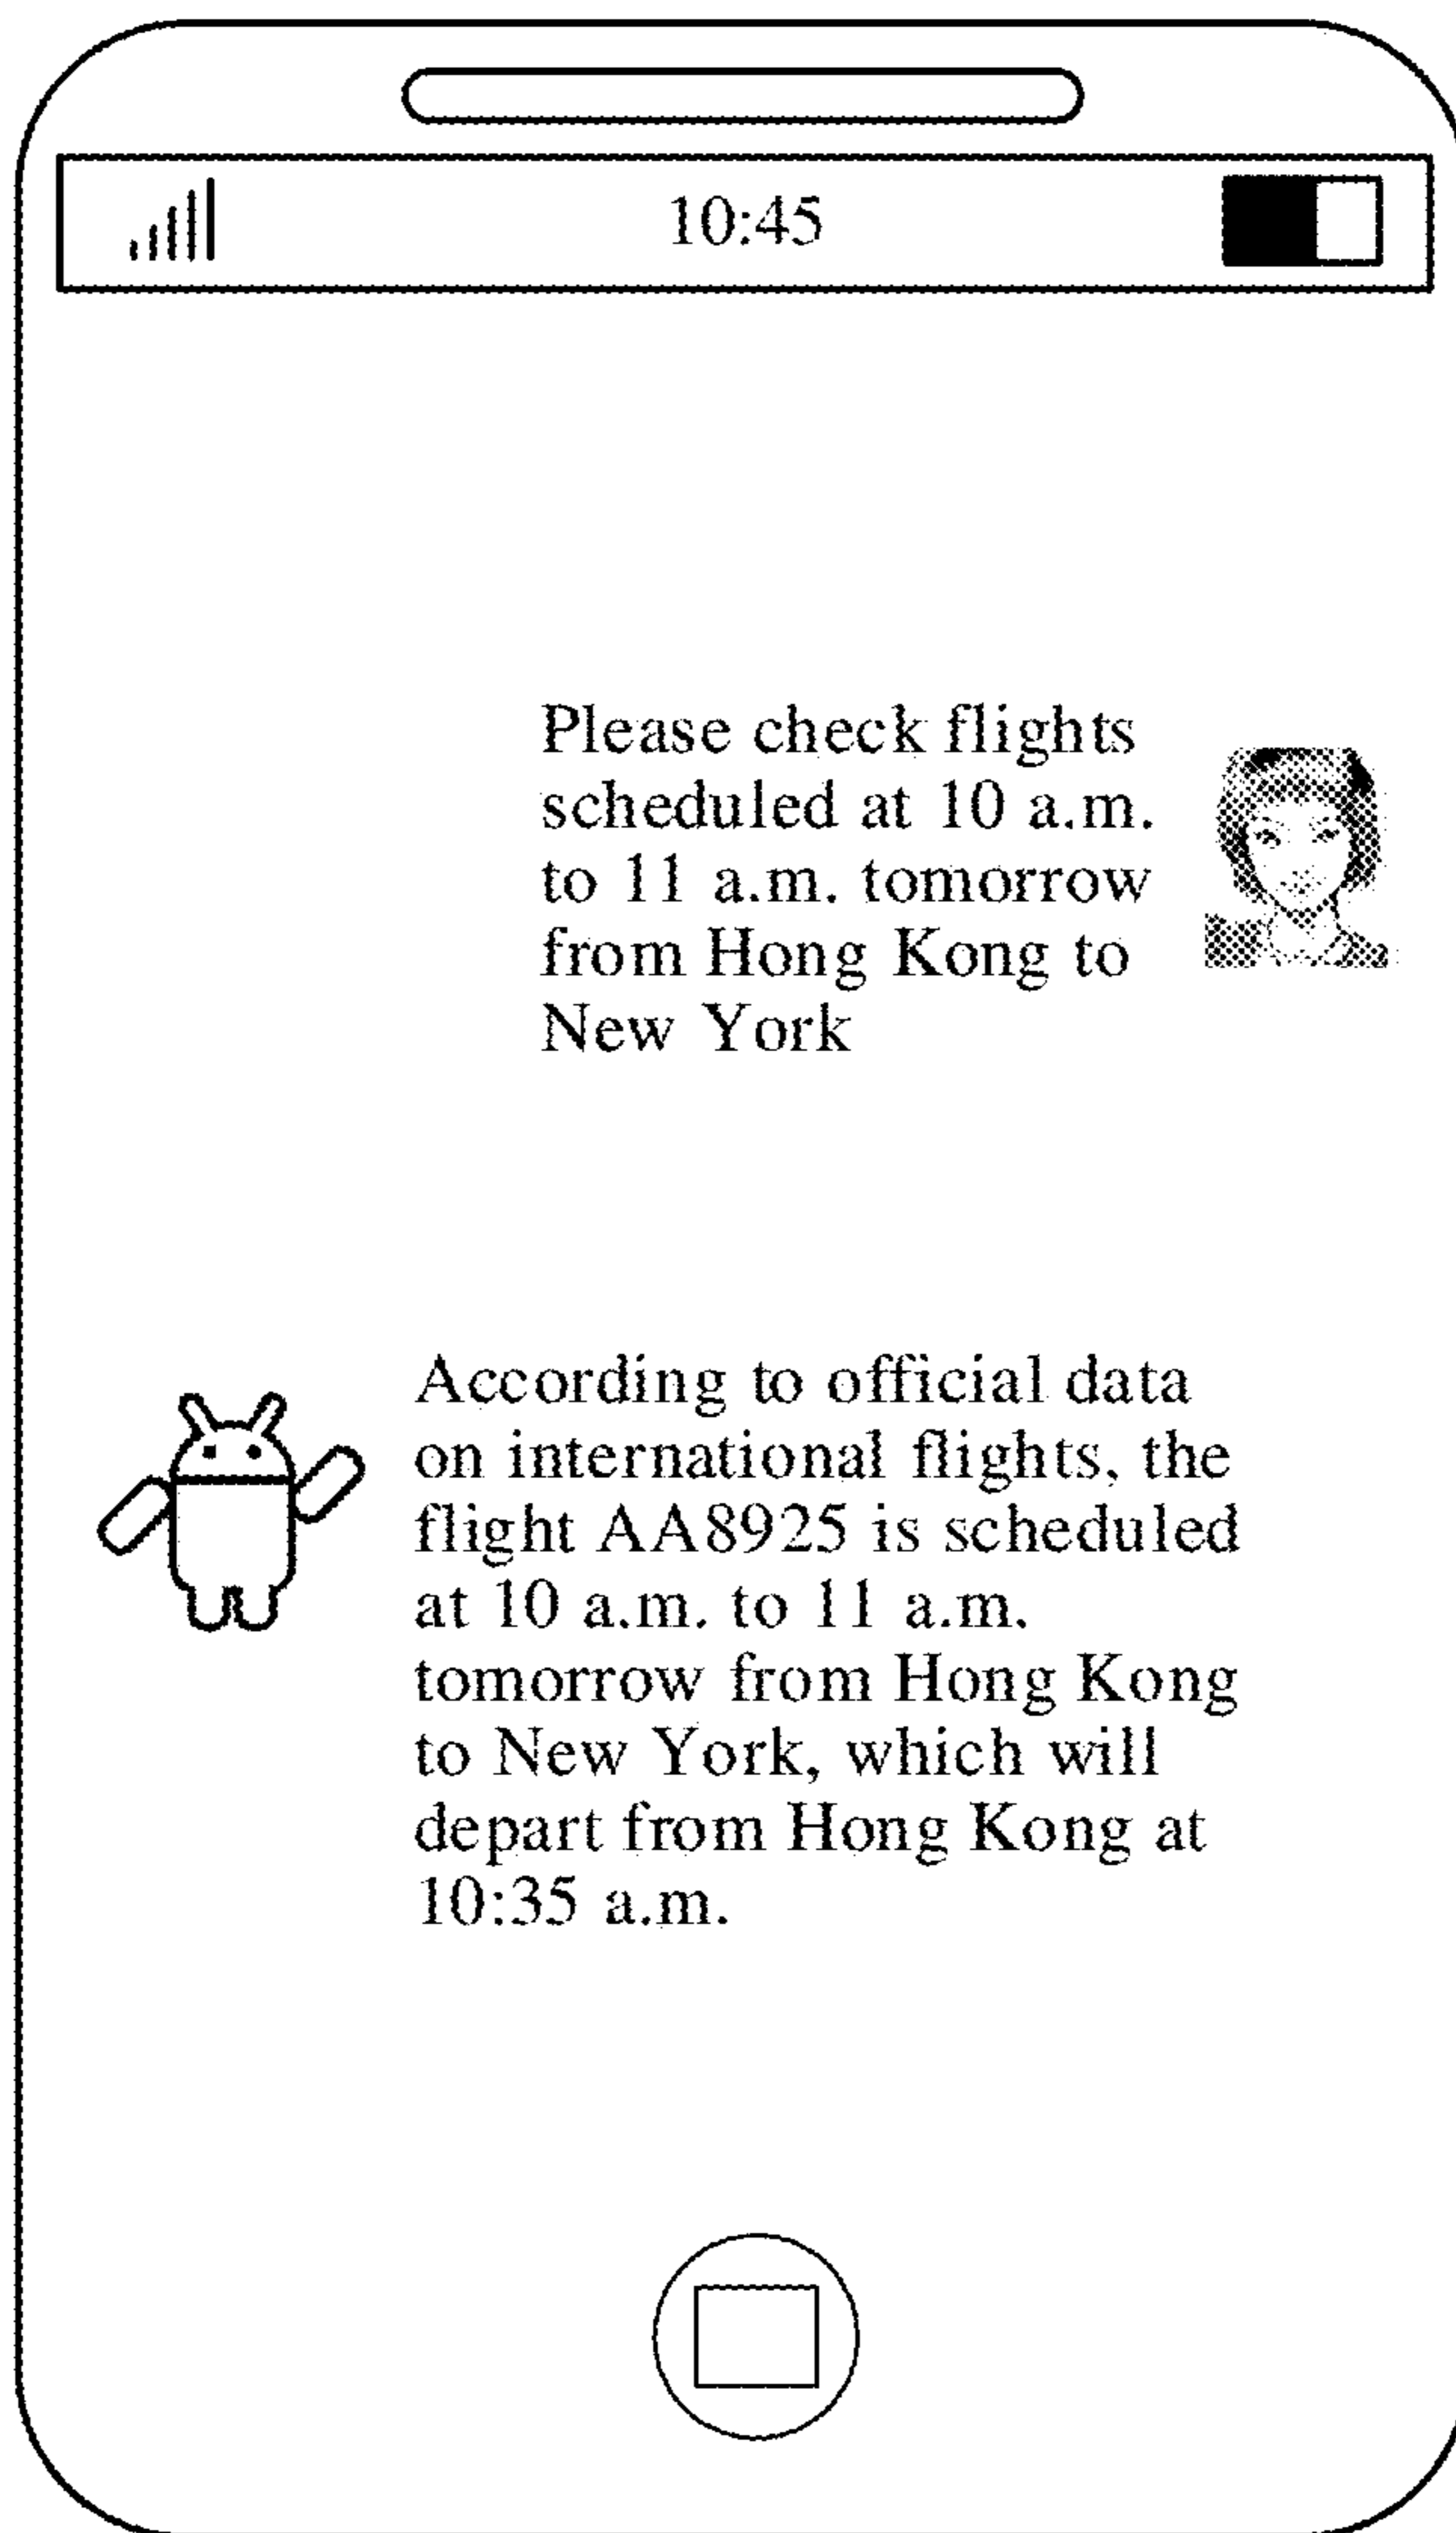 10:45
Please check flights
scheduled at 10 a.m.
to 11 a.m. tomorrow
from Hong Kong to
New York
According to official data
on international flights, the
flight AA8925 is scheduled
at 10 a.m. to 11 a.m.
tomorrow from Hong Kong
to New York, which will
depart from Hong Kong at
10:35 a.m.